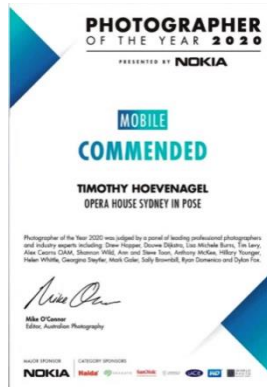 PHOTOGRAPHER
OF THE YEAR 2020
PRESENTED BY NOKIA
MOBILE
COMMENDED
TIMOTHY HOEVENAGEL
OPERA HOUSE SYDNEY IN POSE
Photographer of the Year 2020 was judged by a panel of leading professional photographers
and industry experts including: Drew Hopper, Douwe Dijkstra, Lisa Michele Burns, Tim Levy,
Alex Cearns OAM, Shannon Wild, Ann and Steve Toon, Anthony McKee, Hillary Younger,
Helen Whittle, Georgina Steytler, Mark Galer, Sally Brownbill, Ryan Domenico and Dylan Fox.
Mike O'Connor
Editor, Australian Photography
MAJOR SPONSOR
CATEGORY SPONSORS
NOKIA
Haida
SanDisk
WD